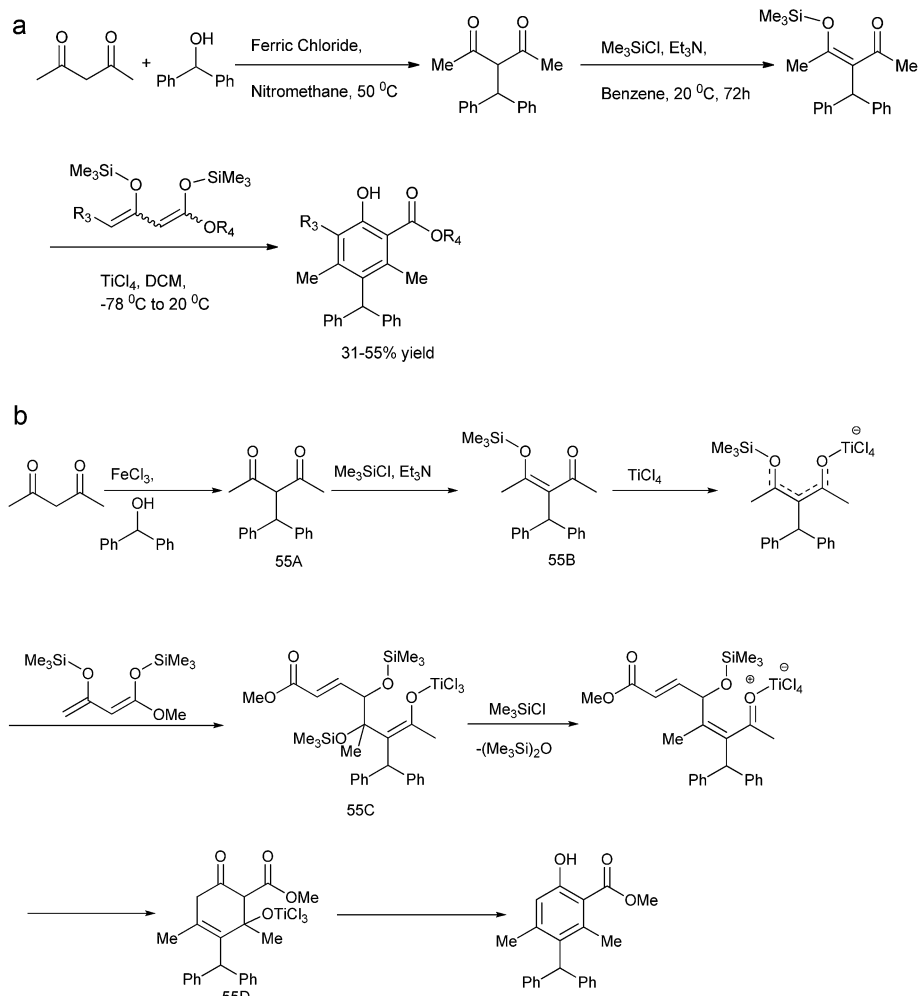 a
O O
+
OH
Ph Ph
Ferric Chloride,
Nitromethane, 50 ⁰C
O O
Me Me
Ph Ph
Me₃SiCl, Et₃N,
Benzene, 20 ⁰C, 72h
Me₃Si
O O
Me Me
Ph Ph
Me₃Si SiMe₃
O O
R₃ OR₄
TiCl₄, DCM,
-78 ⁰C to 20 ⁰C
OH O
R₃ OR₄
Me Me
Ph Ph
31-55% yield
b
O O
FeCl₃,
OH
Ph Ph
O O
Ph Ph
55A
Me₃SiCl, Et₃N
Me₃Si
O O
Ph Ph
55B
TiCl₄
Me₃Si ⊖ TiCl₄
O O
Ph Ph
Me₃Si SiMe₃
O O
OMe
O SiMe₃
O TiCl₃
MeO O
Me₃SiO
Me
Ph Ph
55C
Me₃SiCl
-(Me₃Si)₂O
O SiMe₃ ⊖
O ⊕ TiCl₄
MeO O
Me
Ph Ph
O O
OMe
OTiCl₃
Me Me
Ph Ph
55D
OH O
OMe
Me Me
Ph Ph